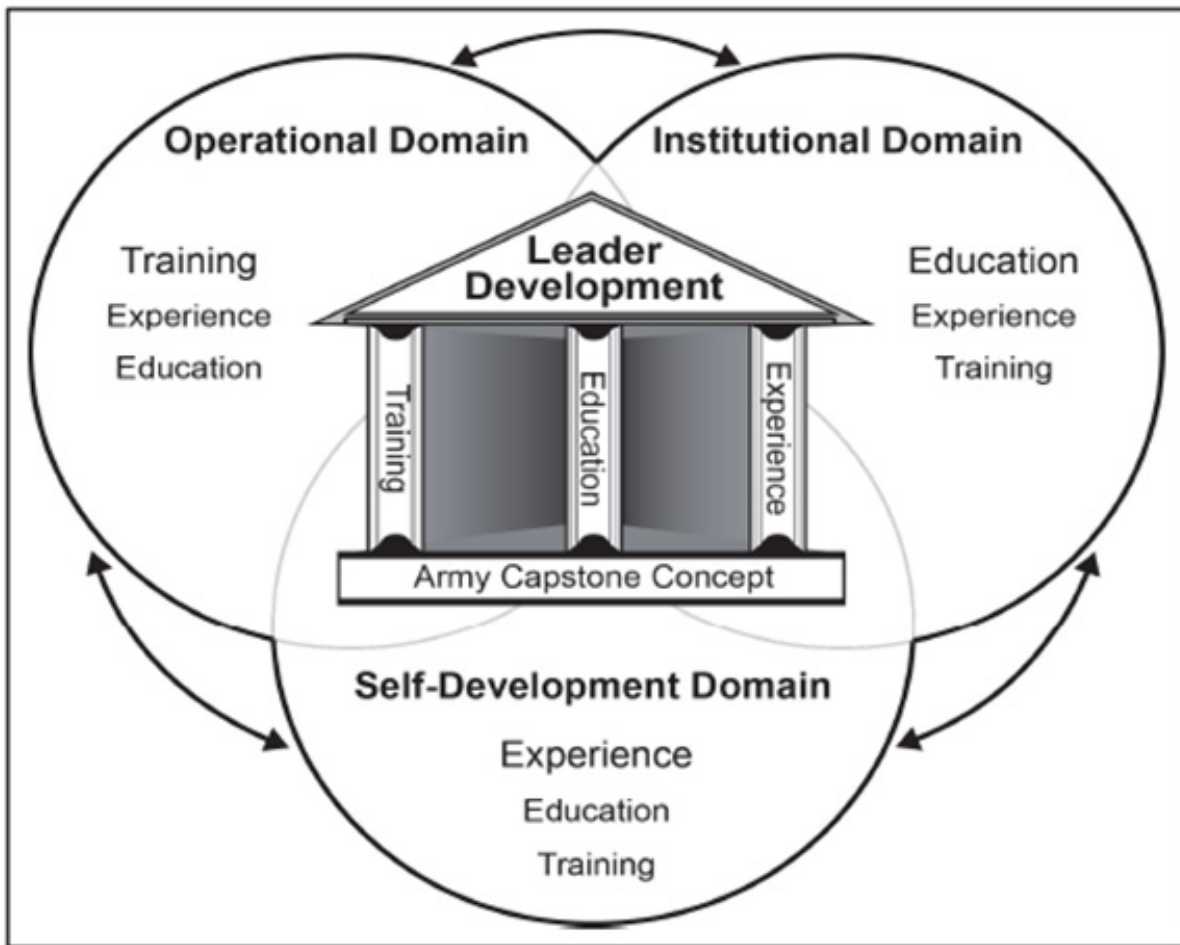 Operational Domain
Institutional Domain
Training
Experience
Education
Education
Experience
Training
Leader
Development
Training
Education
Experience
Army Capstone Concept
Self-Development Domain
Experience
Education
Training